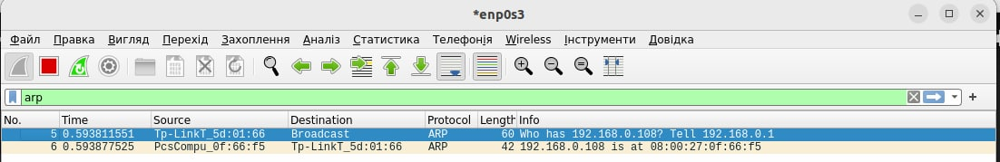 *enp0s3
Файл Правка Вигляд Перехід Захоплення Аналіз Статистика Телефонія Wireless Інструменти Довідка
arp
No. Time Source Destination Protocol Length Info
5 0.593811551 Tp-LinkT_5d:01:66 Broadcast ARP 60 Who has 192.168.0.108? Tell 192.168.0.1
6 0.593877525 PcsCompu_0f:66:f5 Tp-LinkT_5d:01:66 ARP 42 192.168.0.108 is at 08:00:27:0f:66:f5